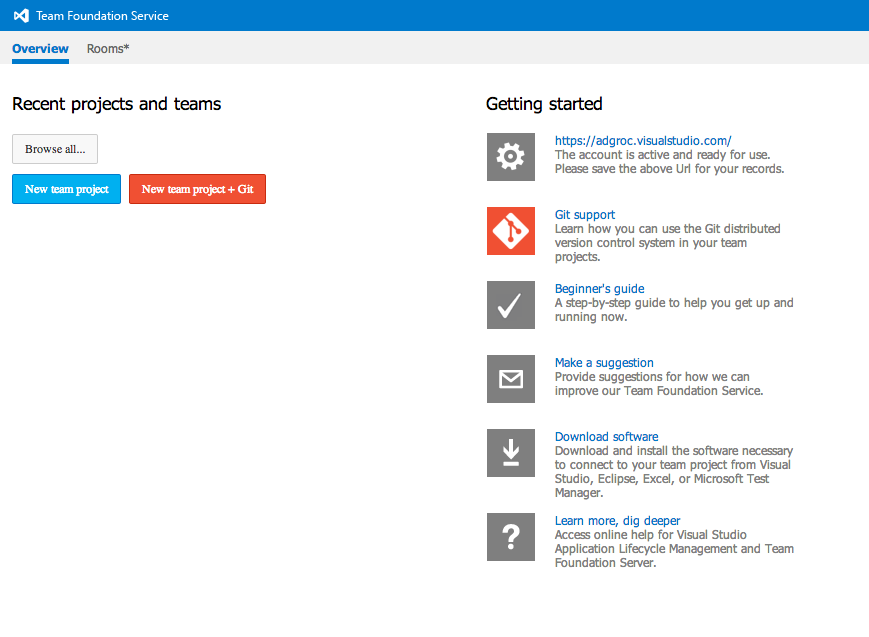 Team Foundation Service
Overview Rooms*
Recent projects and teams
Browse all...
New team project New team project + Git
Getting started
https://adgroc.visualstudio.com/
The account is active and ready for use.
Please save the above Url for your records.
Git support
Learn how you can use the Git distributed
version control system in your team
projects.
Beginner's guide
A step-by-step guide to help you get up and
running now.
Make a suggestion
Provide suggestions for how we can
improve our Team Foundation Service.
Download software
Download and install the software necessary
to connect to your team project from Visual
Studio, Eclipse, Excel, or Microsoft Test
Manager.
?
Learn more, dig deeper
Access online help for Visual Studio
Application Lifecycle Management and Team
Foundation Server.